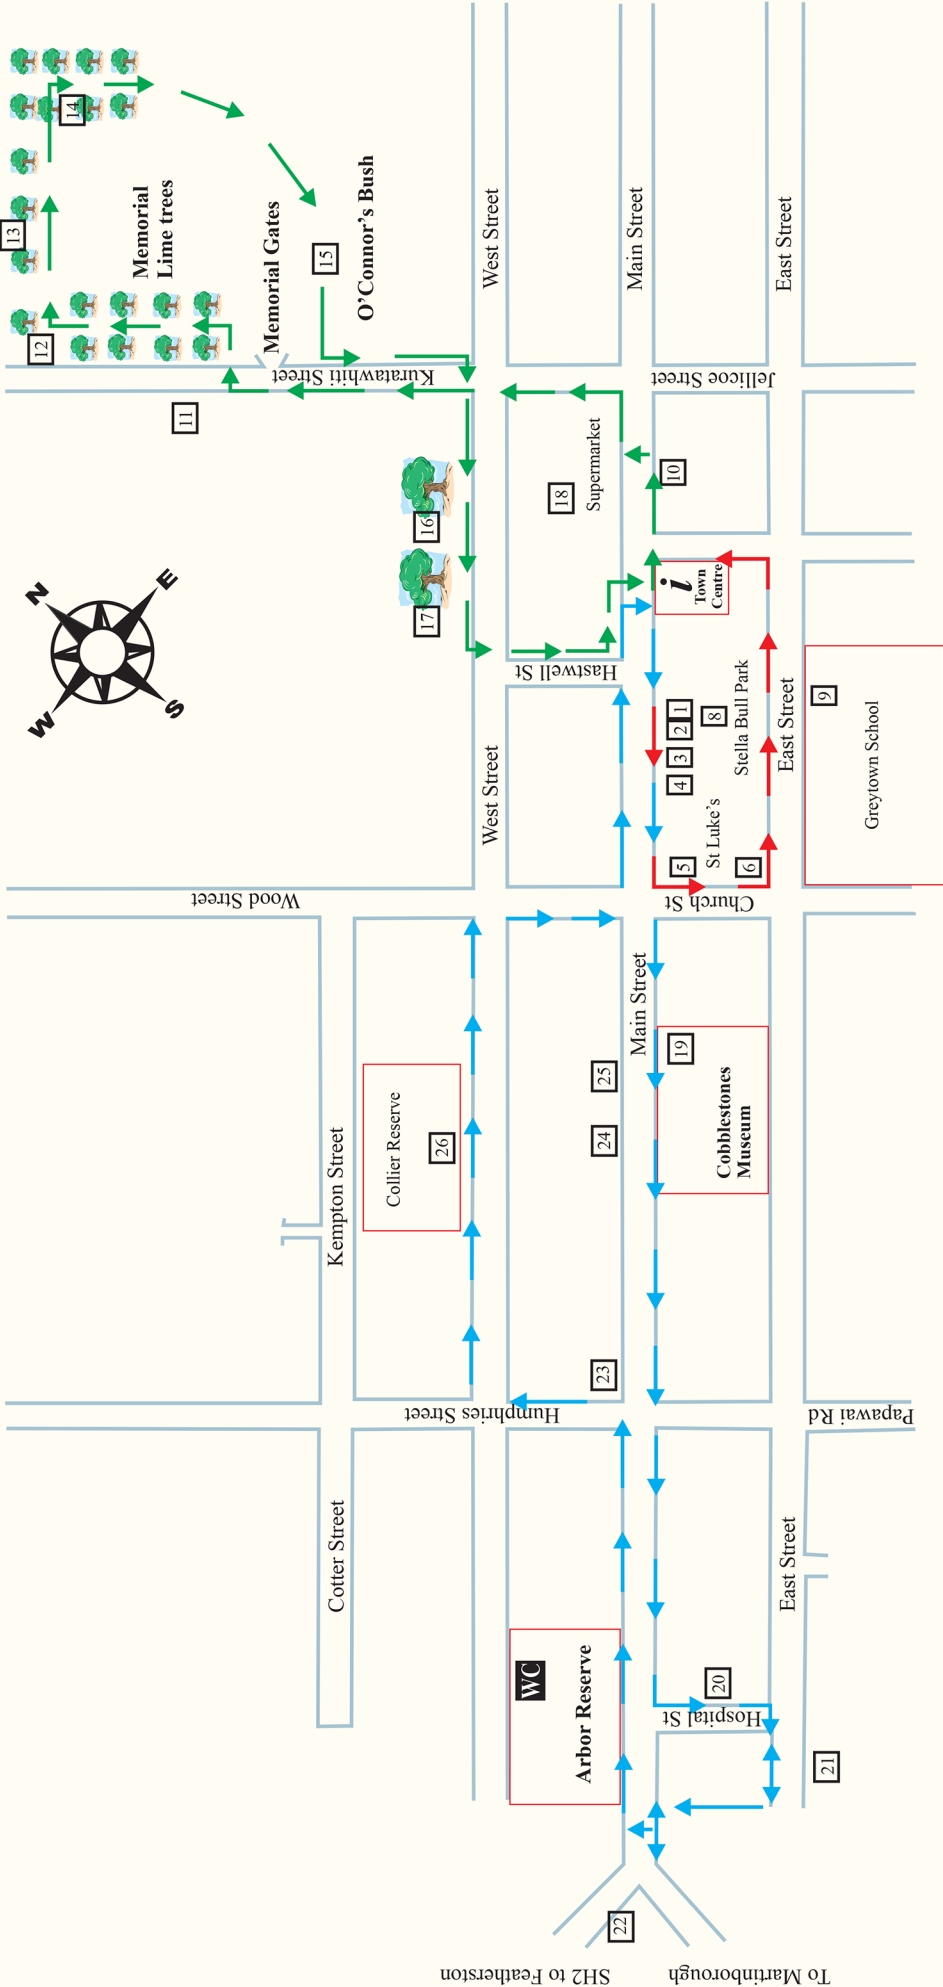 14
13
12
Memorial
Lime trees
Memorial Gates
15
O'Connor's Bush
Kuratawhiti Street
11
West Street
Main Street
East Street
Jellicoe Street
16
17
18
Supermarket
10
i
Town
Centre
N
E
S
W
Hastwell St
West Street
1
2
3
4
8
Stella Bull Park
St Luke's
5
6
East Street
9
Greytown School
Wood Street
Church St
Main Street
Kempton Street
Collier Reserve
26
25
24
19
Cobblestones
Museum
23
Humphries Street
Papawai Rd
Cotter Street
East Street
WC
Arbor Reserve
20
Hospital St
21
22
SH2 to Featherston
To Martinborough